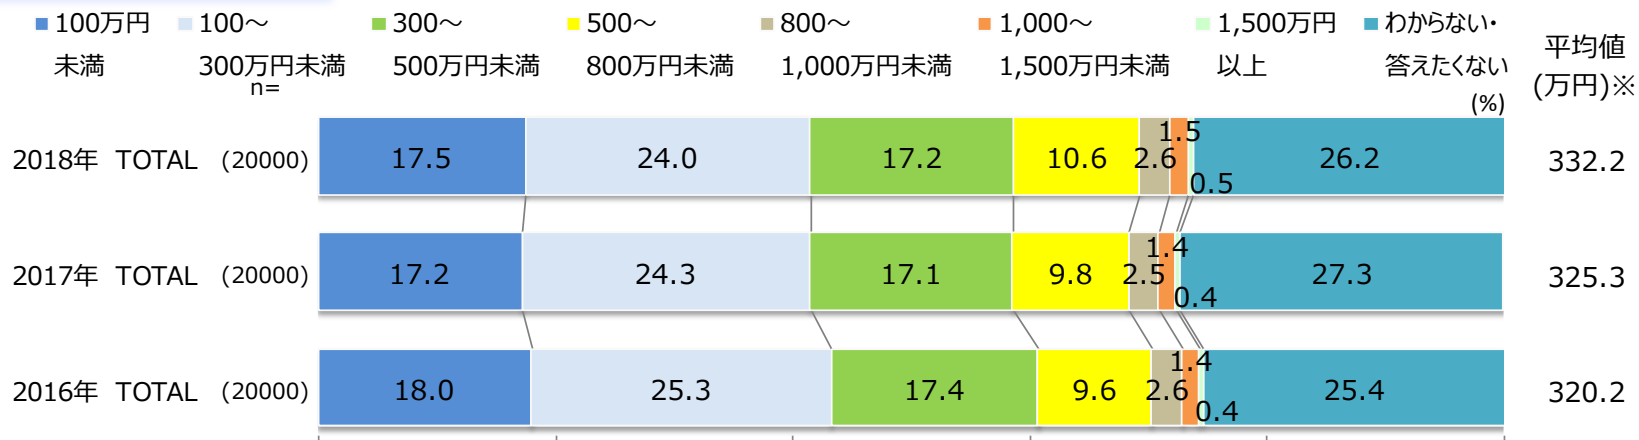 100万円 100～ 300～ 500～ 800～ 1,000～ 1,500万円 わからない・
未満 300万円未満 500万円未満 800万円未満 1,000万円未満 1,500万円未満 以上 答えたくない
平均値
(万円)※
n=
(%)
2018年 TOTAL (20000) 17.5 24.0 17.2 10.6 2.6 1.5 0.5 26.2 332.2
2017年 TOTAL (20000) 17.2 24.3 17.1 9.8 2.5 1.4 0.4 27.3 325.3
2016年 TOTAL (20000) 18.0 25.3 17.4 9.6 2.6 1.4 0.4 25.4 320.2